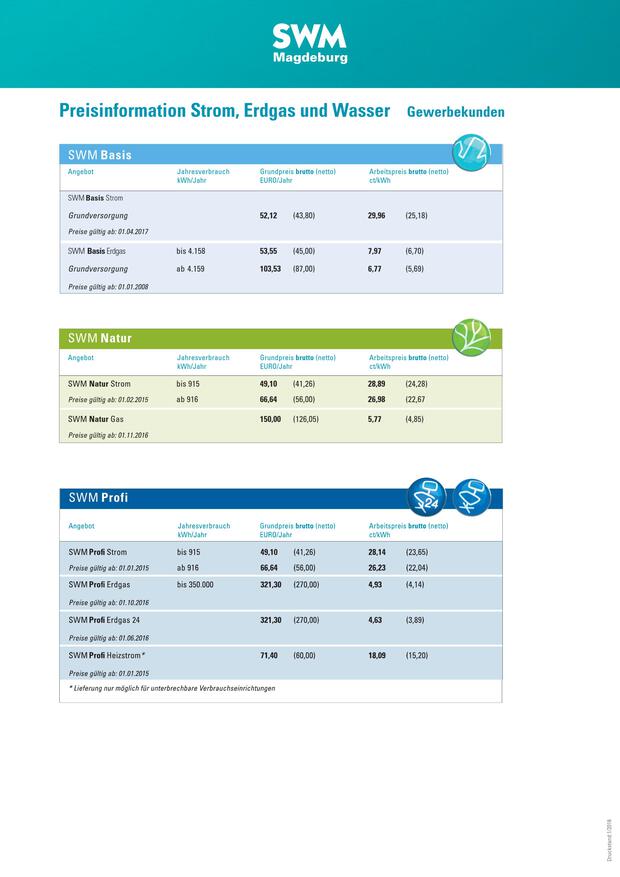 SWM
Magdeburg
Preisinformation Strom, Erdgas und Wasser Gewerbekunden
SWM Basis
Angebot Jahresverbrauch Grundpreis brutto (netto) Arbeitspreis brutto (netto)
kWh/Jahr EURO/Jahr ct/kWh
SWM Basis Strom
Grundversorgung 52,12 (43,80) 29,96 (25,18)
Preise gültig ab: 01.04.2017
SWM Basis Erdgas bis 4.158 53,55 (45,00) 7,97 (6,70)
Grundversorgung ab 4.159 103,53 (87,00) 6,77 (5,69)
Preise gültig ab: 01.01.2008
SWM Natur
Angebot Jahresverbrauch Grundpreis brutto (netto) Arbeitspreis brutto (netto)
kWh/Jahr EURO/Jahr ct/kWh
SWM Natur Strom bis 915 49,10 (41,26) 28,89 (24,28)
Preise gültig ab: 01.02.2015 ab 916 66,64 (56,00) 26,98 (22,67
SWM Natur Gas 150,00 (126,05) 5,77 (4,85)
Preise gültig ab: 01.11.2016
SWM Profi
24
Angebot Jahresverbrauch Grundpreis brutto (netto) Arbeitspreis brutto (netto)
kWh/Jahr EURO/Jahr ct/kWh
SWM Profi Strom bis 915 49,10 (41,26) 28,14 (23,65)
Preise gültig ab: 01.01.2015 ab 916 66,64 (56,00) 26,23 (22,04)
SWM Profi Erdgas bis 350.000 321,30 (270,00) 4,93 (4,14)
Preise gültig ab: 01.10.2016
SWM Profi Erdgas 24 321,30 (270,00) 4,63 (3,89)
Preise gültig ab: 01.06.2016
SWM Profi Heizstrom* 71,40 (60,00) 18,09 (15,20)
Preise gültig ab: 01.01.2015
* Lieferung nur möglich für unterbrechbare Verbrauchseinrichtungen
Druckstand 1/2016